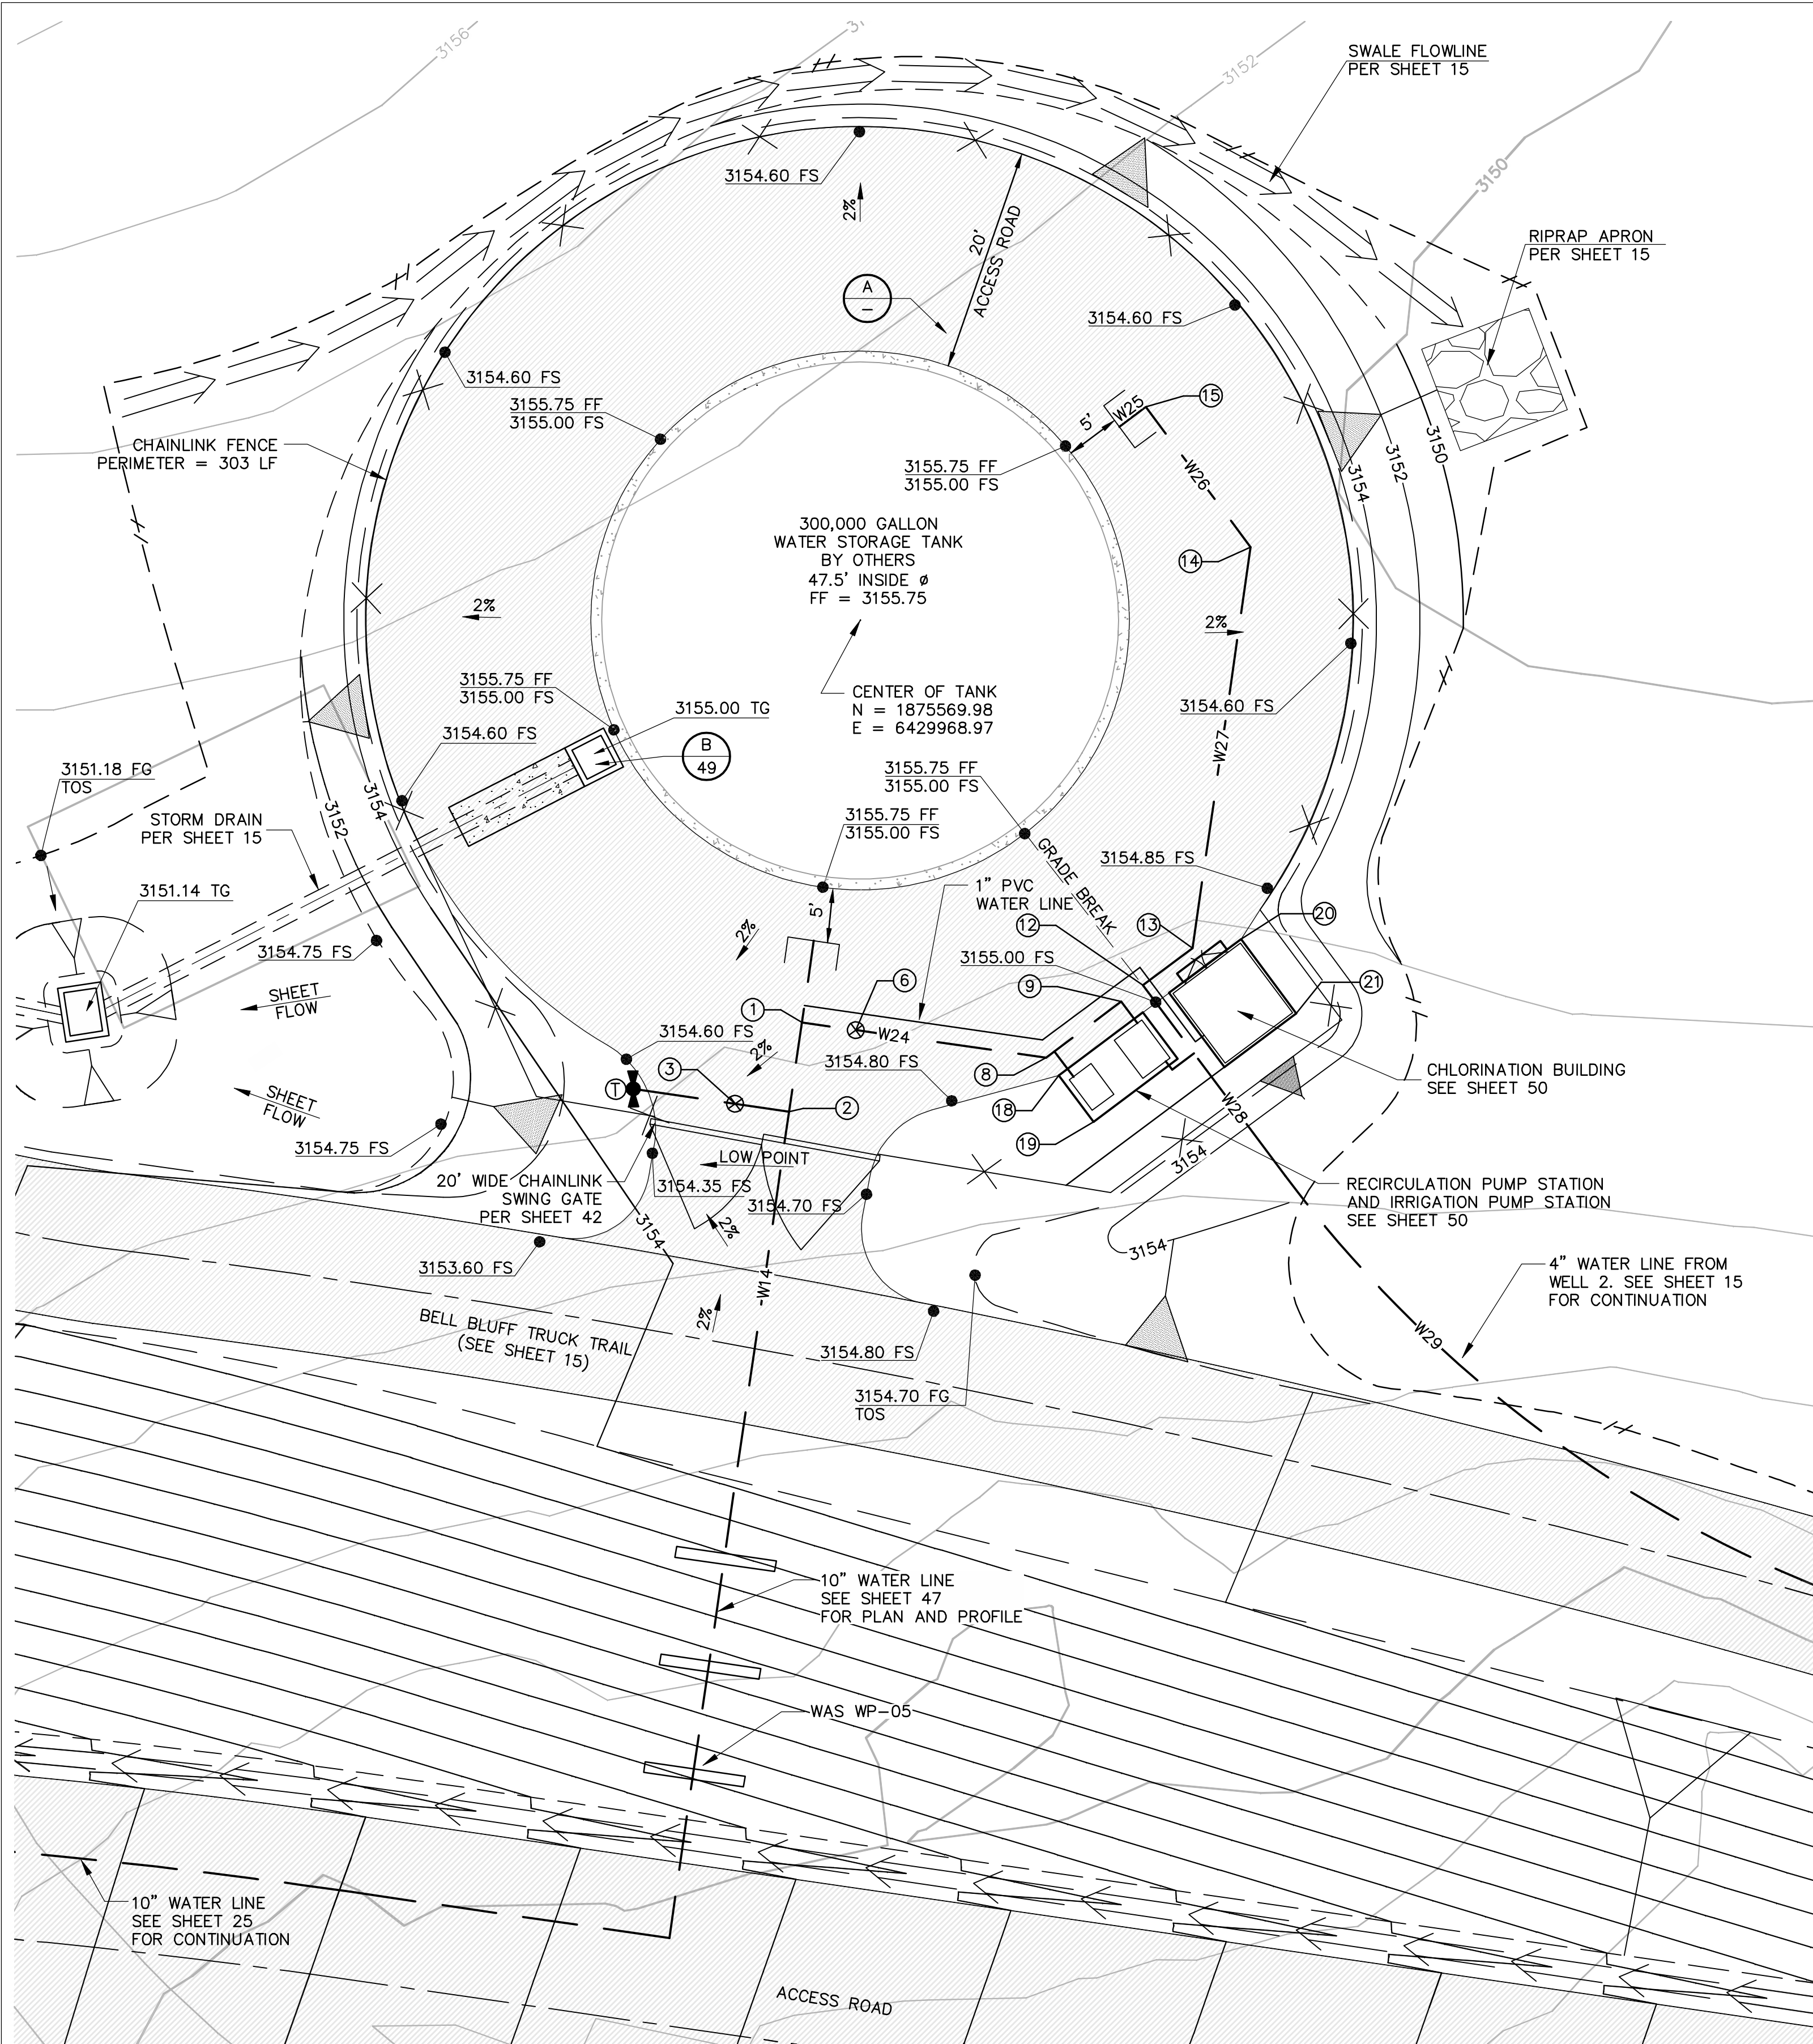 3156
3152
SWALE FLOWLINE
PER SHEET 15
3150
RIPRAP APRON
PER SHEET 15
3154.60 FS
2%
20'
ACCESS ROAD
A
–
3154.60 FS
3154.60 FS
3155.75 FF
3155.00 FS
W25
15
5'
CHAINLINK FENCE
PERIMETER = 303 LF
3155.75 FF
3155.00 FS
W26
3154
3152
3150
300,000 GALLON
WATER STORAGE TANK
BY OTHERS
47.5' INSIDE ø
FF = 3155.75
14
2%
2%
3155.75 FF
3155.00 FS
3155.00 TG
CENTER OF TANK
N = 1875569.98
E = 6429968.97
3154.60 FS
3154.60 FS
W27
B
49
3151.18 FG
TOS
3155.75 FF
3155.00 FS
STORM DRAIN
PER SHEET 15
3152
3154
3155.75 FF
3155.00 FS
GRADE BREAK
3154.85 FS
3151.14 TG
1" PVC
WATER LINE
5'
12
13
20
2%
3154.75 FS
3155.00 FS
6
9
21
SHEET
FLOW
1
W24
3154.60 FS
2%
3154.80 FS
3
8
CHLORINATION BUILDING
SEE SHEET 50
T
2
18
SHEET
FLOW
W28
19
3154.75 FS
LOW POINT
3154
20' WIDE CHAINLINK
SWING GATE
PER SHEET 42
3154.35 FS
3154.70 FS
RECIRCULATION PUMP STATION
AND IRRIGATION PUMP STATION
SEE SHEET 50
3154
2%
3154
3153.60 FS
W14
4" WATER LINE FROM
WELL 2. SEE SHEET 15
FOR CONTINUATION
2%
BELL BLUFF TRUCK TRAIL
(SEE SHEET 15)
3154.80 FS
W29
3154.70 FG
TOS
10" WATER LINE
SEE SHEET 47
FOR PLAN AND PROFILE
WAS WP-05
10" WATER LINE
SEE SHEET 25
FOR CONTINUATION
ACCESS ROAD